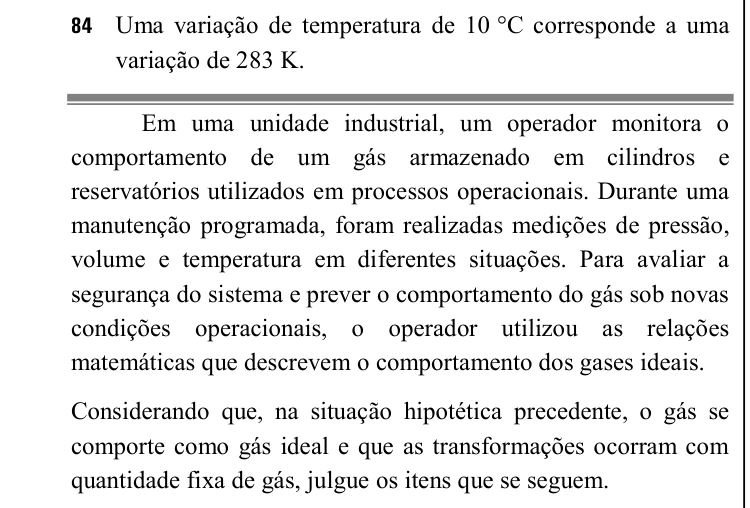 84 Uma variação de temperatura de 10 °C corresponde a uma
variação de 283 K.
Em uma unidade industrial, um operador monitora o
comportamento de um gás armazenado em cilindros e
reservatórios utilizados em processos operacionais. Durante uma
manutenção programada, foram realizadas medições de pressão,
volume e temperatura em diferentes situações. Para avaliar a
segurança do sistema e prever o comportamento do gás sob novas
condições operacionais, o operador utilizou as relações
matemáticas que descrevem o comportamento dos gases ideais.
Considerando que, na situação hipotética precedente, o gás se
comporte como gás ideal e que as transformações ocorram com
quantidade fixa de gás, julgue os itens que se seguem.